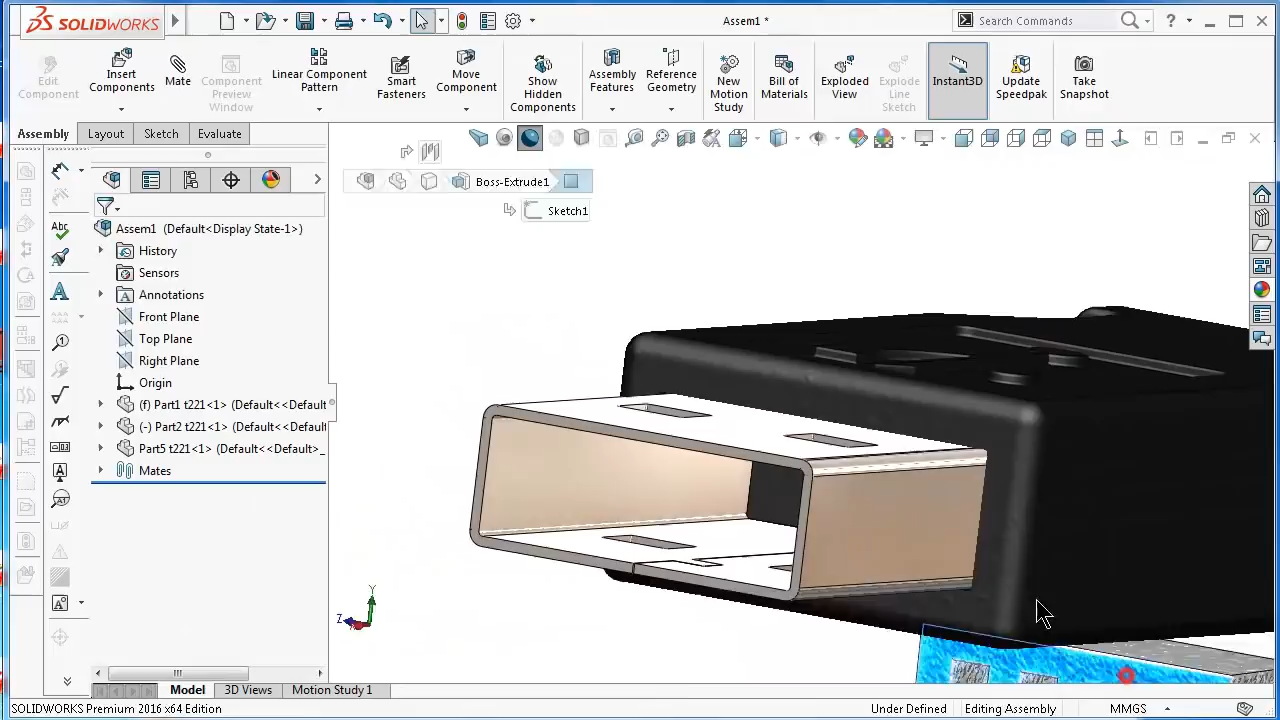 SOLIDWORKS
Assem1 *
Search Commands
Edit Component
Insert Components
Mate
Component Preview Window
Linear Component Pattern
Smart Fasteners
Move Component
Show Hidden Components
Assembly Features
Reference Geometry
New Motion Study
Bill of Materials
Exploded View
Explode Line Sketch
Instant3D
Update Speedpak
Take Snapshot
Assembly
Layout
Sketch
Evaluate
Boss-Extrude1
Sketch1
Assem1 (Default<Display State-1>)
History
Sensors
Annotations
Front Plane
Top Plane
Right Plane
Origin
(f) Part1 t221<1> (Default<<Default
(-) Part2 t221<1> (Default<<Default
Part5 t221<1> (Default<<Default>_
Mates
Abc
Y
Z
Model
3D Views
Motion Study 1
SOLIDWORKS Premium 2016 x64 Edition
Under Defined
Editing Assembly
MMGS